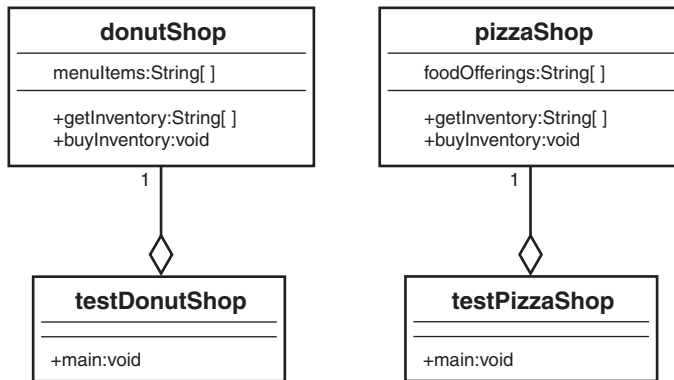 donutShop
menuItems:String[ ]
+getInventory:String[ ]
+buyInventory:void
1
testDonutShop
+main:void
pizzaShop
foodOfferings:String[ ]
+getInventory:String[ ]
+buyInventory:void
1
testPizzaShop
+main:void